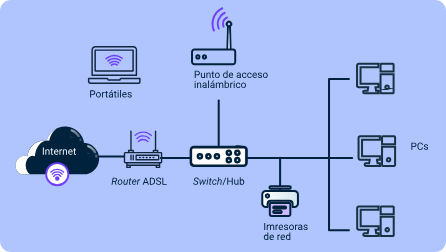 Punto de acceso
inalámbrico
Portátiles
Internet
PCs
Router ADSL
Switch/Hub
Imresoras
de red